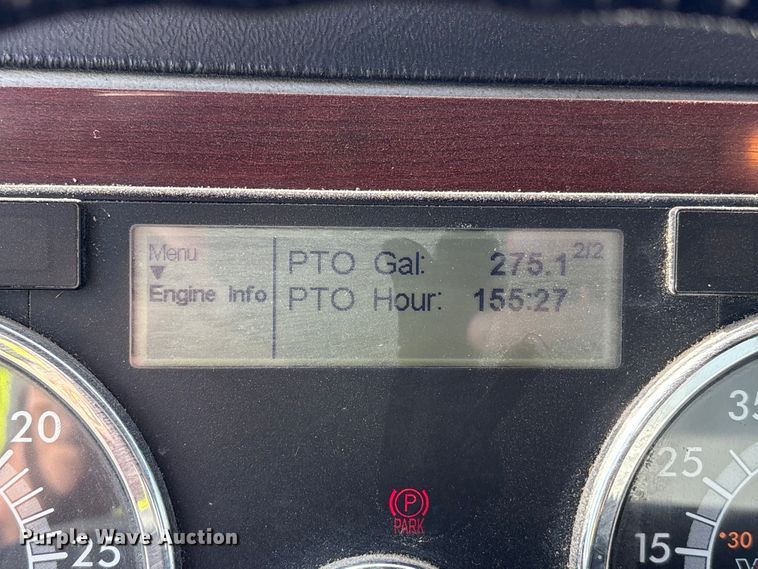 Menu
▼
Engine Info
PTO Gal: 275.1
2/2
PTO Hour: 155:27
20
25
35
25
15
•30
P
PARK
Purple Wave Auction